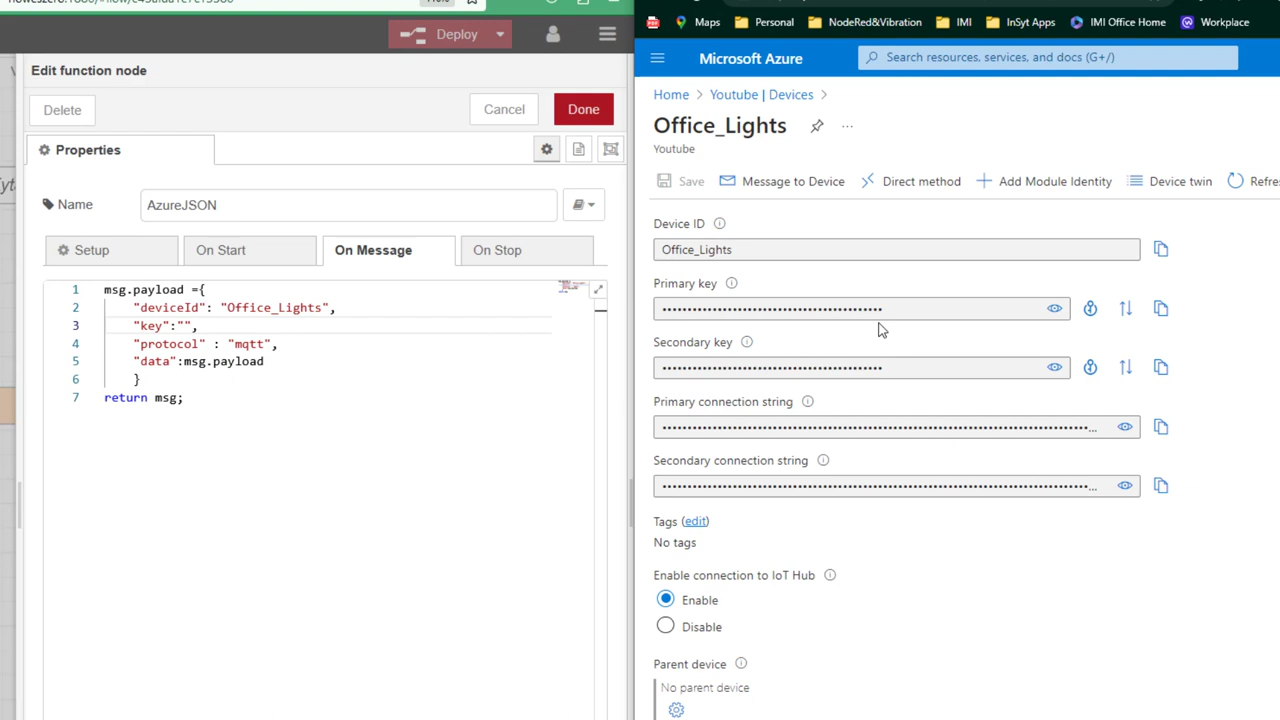 Deploy
Edit function node
Delete
Cancel
Done
Properties
Name
AzureJSON
Setup
On Start
On Message
On Stop
1 msg.payload ={
2 "deviceId": "Office_Lights",
3 "key":"",
4 "protocol" : "mqtt",
5 "data":msg.payload
6 }
7 return msg;
Maps
Personal
NodeRed&Vibration
IMI
InSyt Apps
IMI Office Home
Workplace
Microsoft Azure
Search resources, services, and docs (G+/)
Home > Youtube | Devices >
Office_Lights
Youtube
Save
Message to Device
Direct method
Add Module Identity
Device twin
Refre
Device ID
Office_Lights
Primary key
Secondary key
Primary connection string
Secondary connection string
Tags (edit)
No tags
Enable connection to IoT Hub
Enable
Disable
Parent device
No parent device